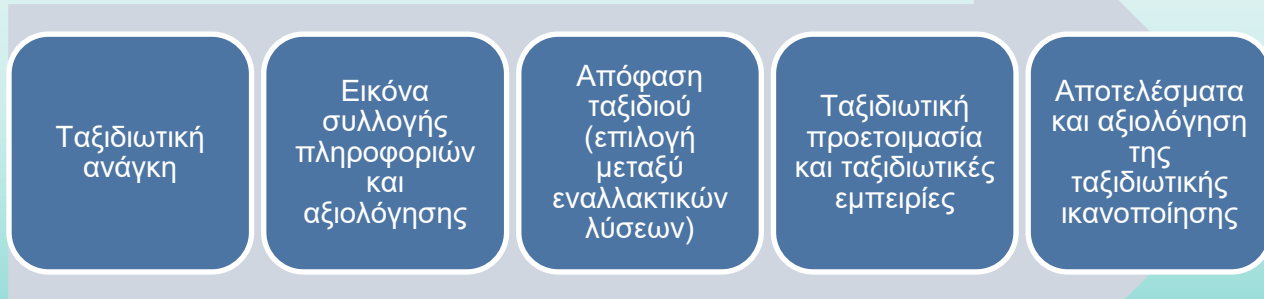 Ταξιδιωτική
ανάγκη
Εικόνα
συλλογής
πληροφοριών
και
αξιολόγησης
Απόφαση
ταξιδιού
(επιλογή
μεταξύ
εναλλακτικών
λύσεων)
Ταξιδιωτική
προετοιμασία
και ταξιδιωτικές
εμπειρίες
Αποτελέσματα
και αξιολόγηση
της
ταξιδιωτικής
ικανοποίησης